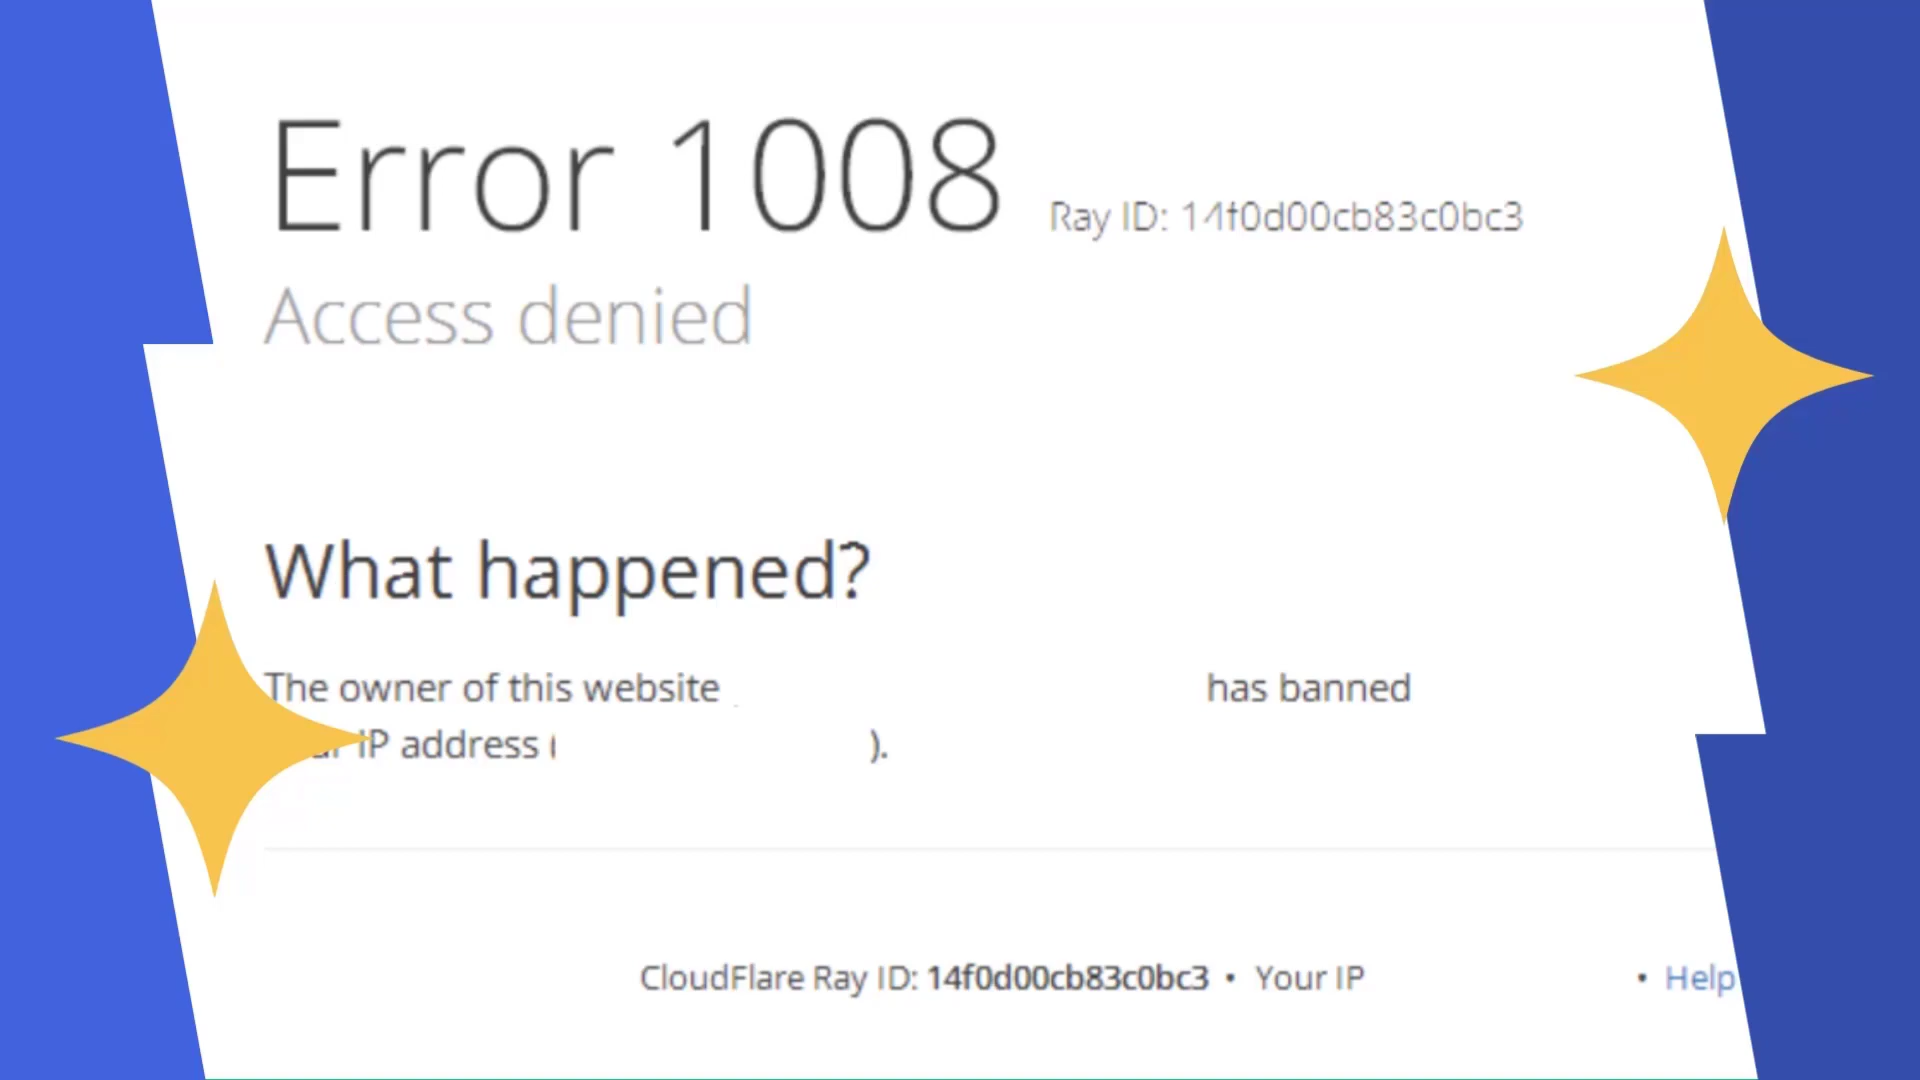 Error 1008 Ray ID: 14f0d00cb83c0bc3
Access denied
What happened?
The owner of this website has banned
IP address ( ).
CloudFlare Ray ID: 14f0d00cb83c0bc3 • Your IP • Help